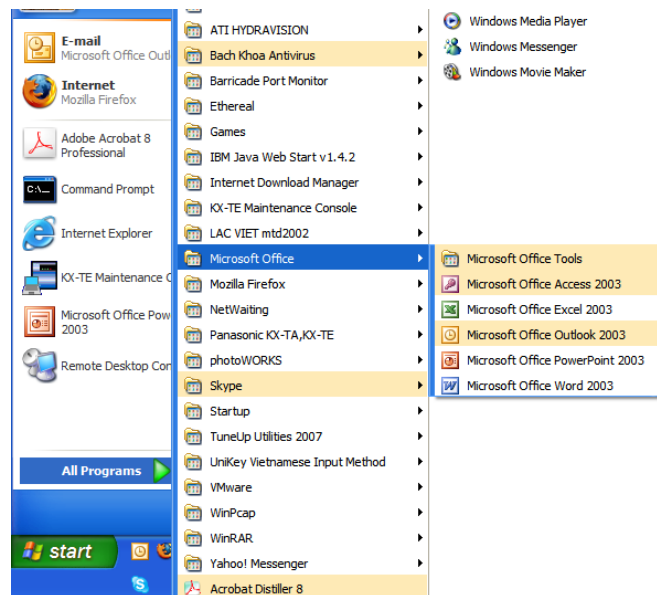 E-mail
Microsoft Office Outl
Internet
Mozilla Firefox
Adobe Acrobat 8
Professional
Command Prompt
Internet Explorer
KX-TE Maintenance C
Microsoft Office Pow
2003
Remote Desktop Con
All Programs
start
ATI HYDRAVISION
Bach Khoa Antivirus
Barricade Port Monitor
Ethereal
Games
IBM Java Web Start v1.4.2
Internet Download Manager
KX-TE Maintenance Console
LAC VIET mtd2002
Microsoft Office
Mozilla Firefox
NetWaiting
Panasonic KX-TA,KX-TE
photoWORKS
Skype
Startup
TuneUp Utilities 2007
UniKey Vietnamese Input Method
VMware
WinPcap
WinRAR
Yahoo! Messenger
Acrobat Distiller 8
Windows Media Player
Windows Messenger
Windows Movie Maker
Microsoft Office Tools
Microsoft Office Access 2003
Microsoft Office Excel 2003
Microsoft Office Outlook 2003
Microsoft Office PowerPoint 2003
Microsoft Office Word 2003